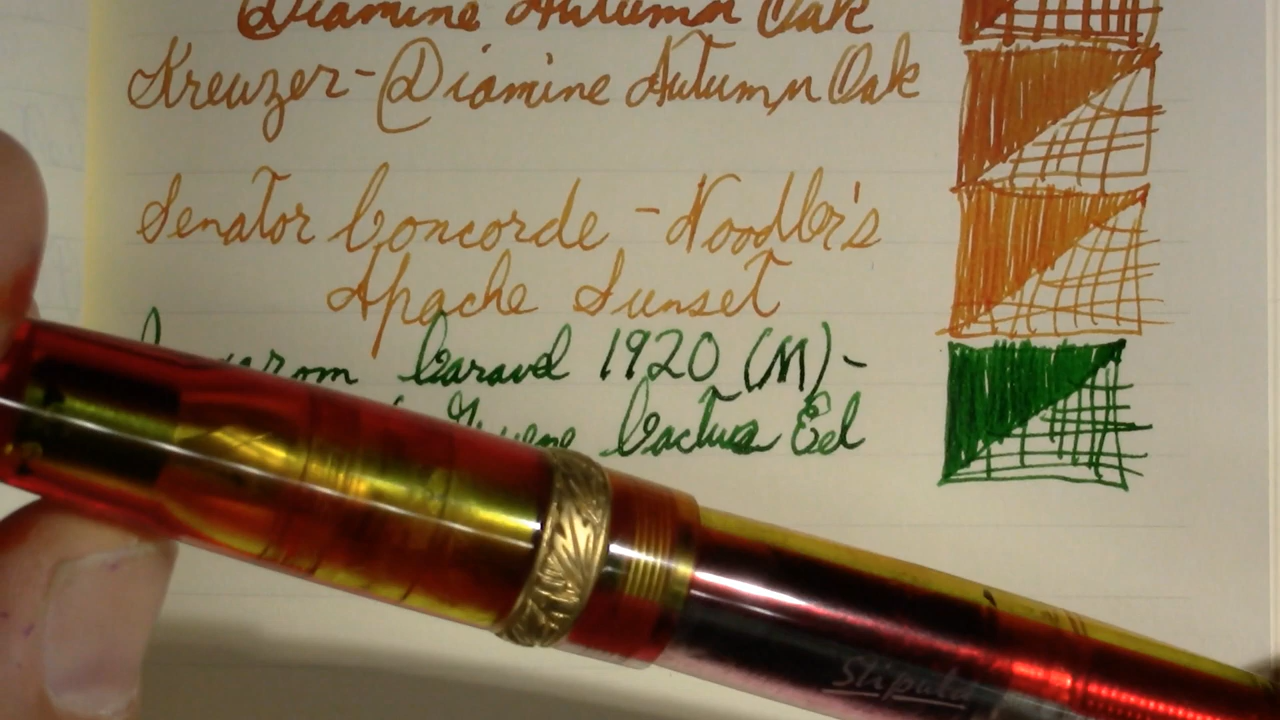 Diamine Autumn Oak
Kreuzer-Diamine Autumn Oak
Senator Concorde - Noodler's
Apache Sunset
Caravel 1920 (M)-
Cactus Eel
Stipula